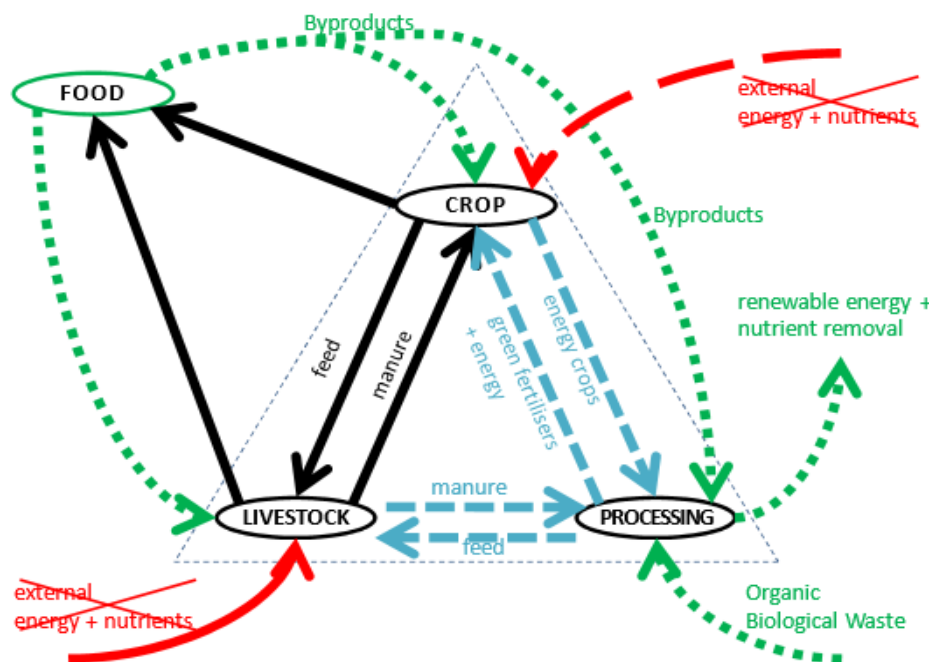 Byproducts
FOOD
external
energy + nutrients
CROP
Byproducts
renewable energy +
nutrient removal
feed
manure
green fertilisers
+ energy
energy crops
manure
feed
LIVESTOCK
PROCESSING
external
energy + nutrients
Organic
Biological Waste